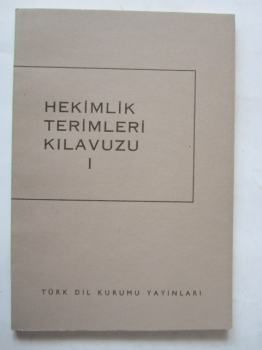 HEKİMLİK
TERİMLERİ
KILAVUZU
I
TÜRK DİL KURUMU YAYINLARI